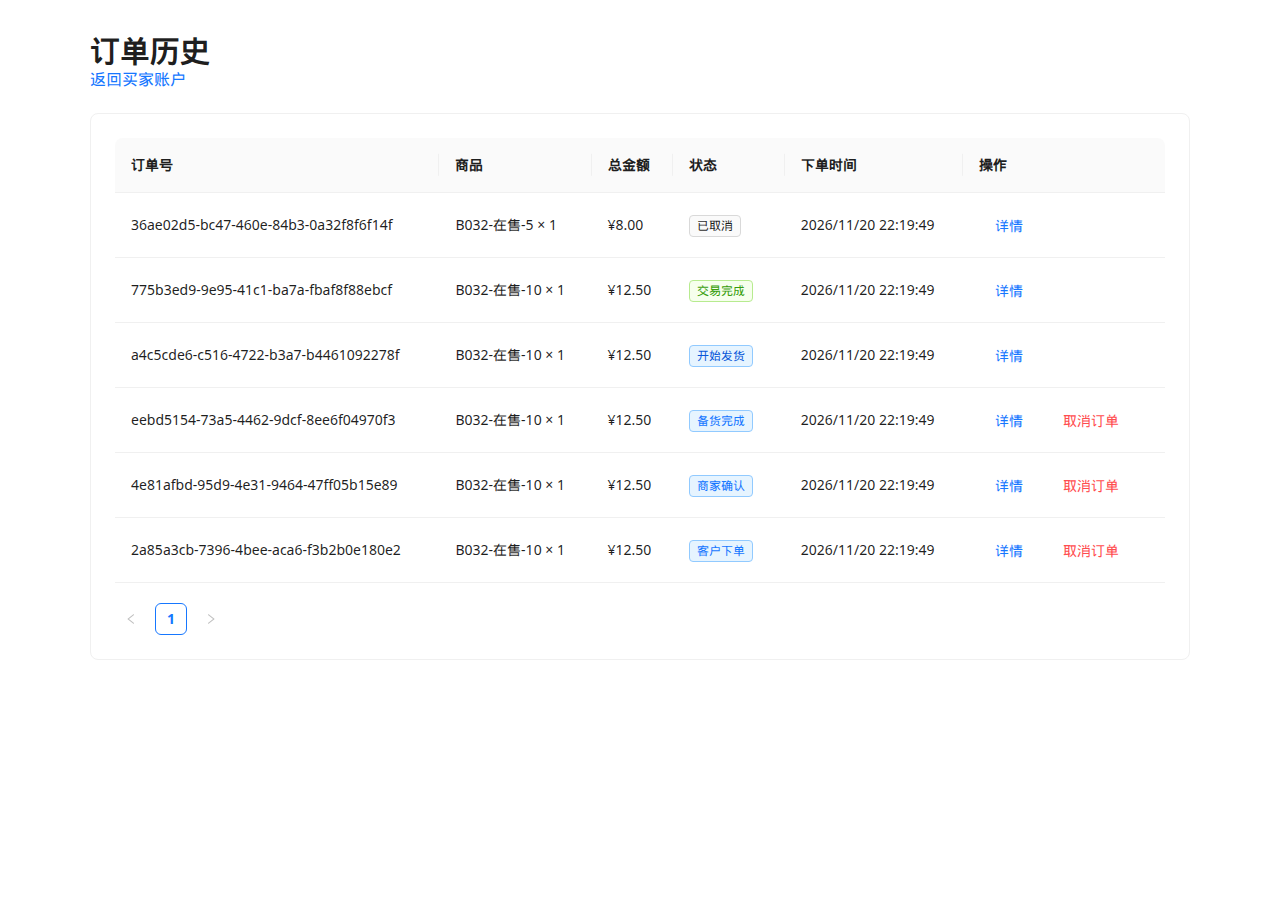 订单历史
返回买家账户
订单号 商品 总金额 状态 下单时间 操作
36ae02d5-bc47-460e-84b3-0a32f8f6f14f B032-在售-5 × 1 ¥8.00 已取消 2026/11/20 22:19:49 详情
775b3ed9-9e95-41c1-ba7a-fbaf8f88ebcf B032-在售-10 × 1 ¥12.50 交易完成 2026/11/20 22:19:49 详情
a4c5cde6-c516-4722-b3a7-b4461092278f B032-在售-10 × 1 ¥12.50 开始发货 2026/11/20 22:19:49 详情
eebd5154-73a5-4462-9dcf-8ee6f04970f3 B032-在售-10 × 1 ¥12.50 备货完成 2026/11/20 22:19:49 详情 取消订单
4e81afbd-95d9-4e31-9464-47ff05b15e89 B032-在售-10 × 1 ¥12.50 商家确认 2026/11/20 22:19:49 详情 取消订单
2a85a3cb-7396-4bee-aca6-f3b2b0e180e2 B032-在售-10 × 1 ¥12.50 客户下单 2026/11/20 22:19:49 详情 取消订单
1